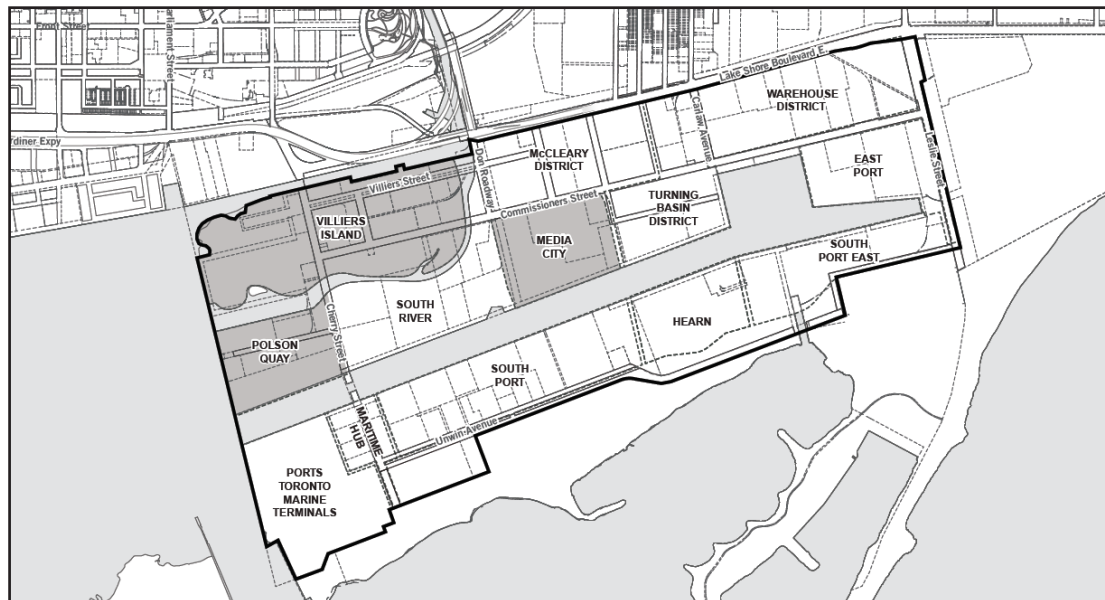 Front Street
Parliament Street
Lake Shore Boulevard E.
WAREHOUSE
DISTRICT
Carlaw Avenue
Leslie Street
diner Expy
Don Roadway
McCLEARY
DISTRICT
EAST
PORT
Villiers Street
VILLIERS
ISLAND
Commissioners Street
TURNING
BASIN
DISTRICT
MEDIA
CITY
SOUTH
PORT EAST
SOUTH
RIVER
HEARN
Cherry Street
POLSON
QUAY
SOUTH
PORT
MARITIME
HUB
Unwin Avenue
PORTS
TORONTO
MARINE
TERMINALS